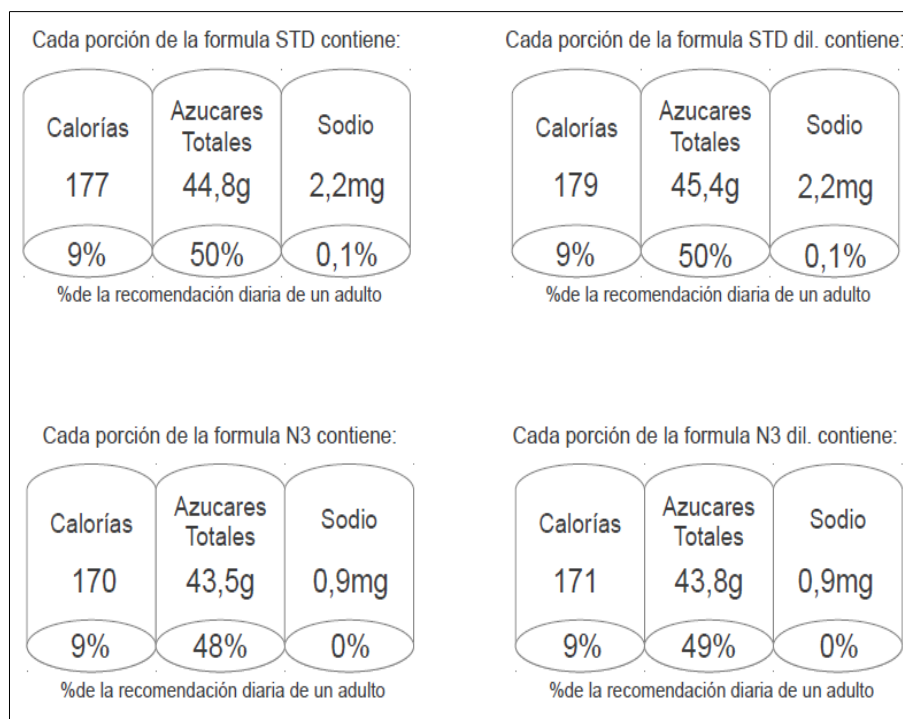 Cada porción de la formula STD contiene:
Calorías
Azucares
Totales
Sodio
177
44,8g
2,2mg
9%
50%
0,1%
%de la recomendación diaria de un adulto
Cada porción de la formula STD dil. contiene:
Calorías
Azucares
Totales
Sodio
179
45,4g
2,2mg
9%
50%
0,1%
%de la recomendación diaria de un adulto
Cada porción de la formula N3 contiene:
Calorías
Azucares
Totales
Sodio
170
43,5g
0,9mg
9%
48%
0%
%de la recomendación diaria de un adulto
Cada porción de la formula N3 dil. contiene:
Calorías
Azucares
Totales
Sodio
171
43,8g
0,9mg
9%
49%
0%
%de la recomendación diaria de un adulto